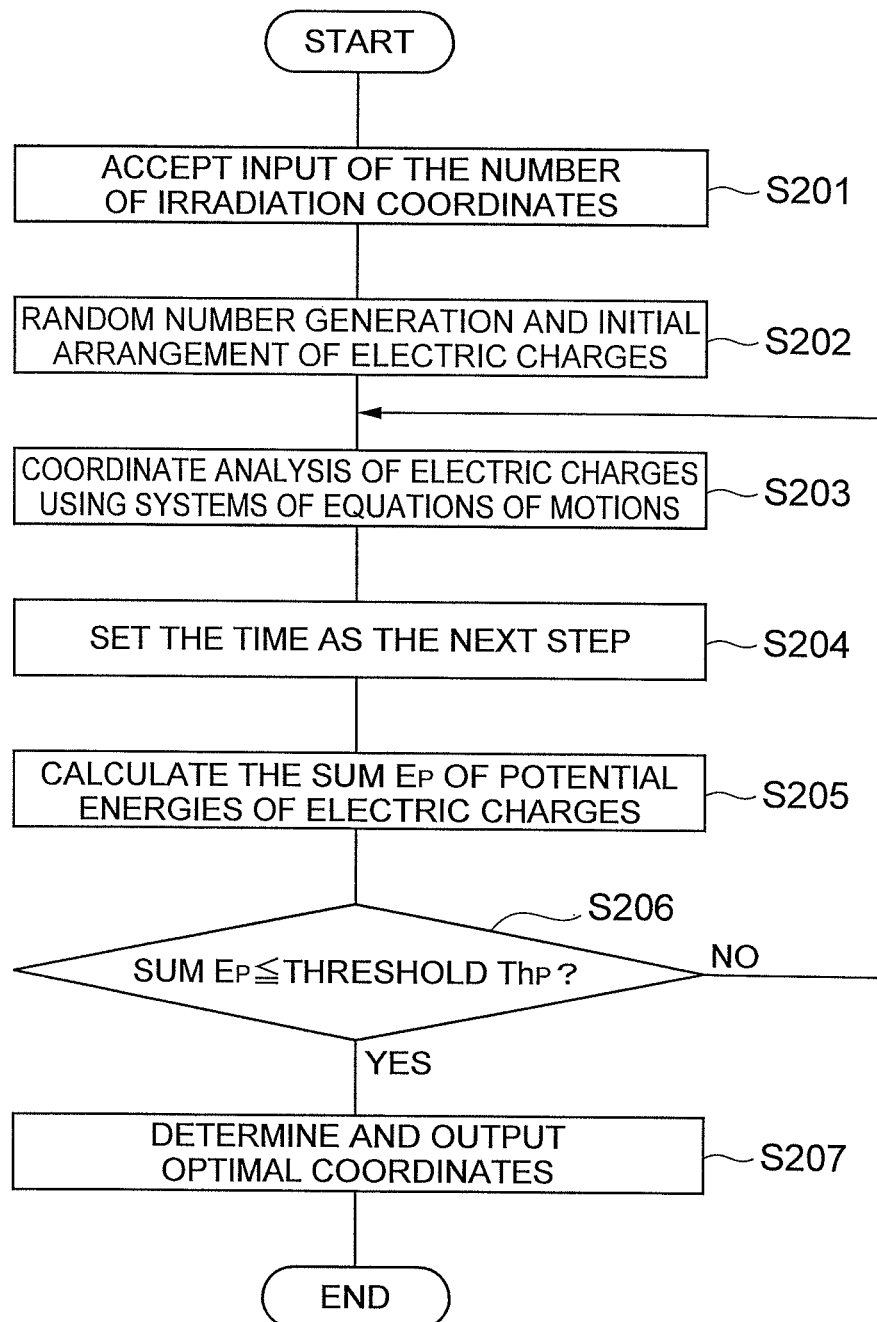 START
ACCEPT INPUT OF THE NUMBER
OF IRRADIATION COORDINATES
S201
RANDOM NUMBER GENERATION AND INITIAL
ARRANGEMENT OF ELECTRIC CHARGES
S202
COORDINATE ANALYSIS OF ELECTRIC CHARGES
USING SYSTEMS OF EQUATIONS OF MOTIONS
S203
SET THE TIME AS THE NEXT STEP
S204
CALCULATE THE SUM EP OF POTENTIAL
ENERGIES OF ELECTRIC CHARGES
S205
S206
SUM EP≦THRESHOLD ThP?
NO
YES
DETERMINE AND OUTPUT
OPTIMAL COORDINATES
S207
END